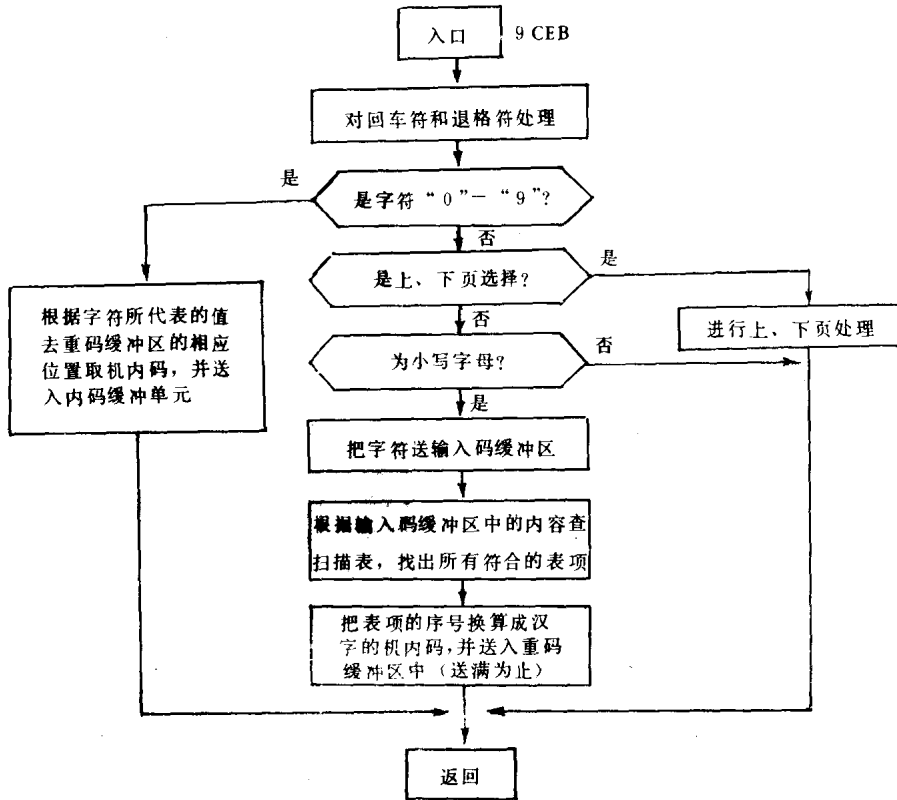 入口 9 CEB
对回车符和退格符处理
是
是字符“0”—“9”?
否
是上、下页选择?
是
根据字符所代表的值
去重码缓冲区的相应
位置取机内码，并送
入内码缓冲单元
否
进行上、下页处理
为小写字母?
否
是
把字符送输入码缓冲区
根据输入码缓冲区中的内容查
扫描表，找出所有符合的表项
把表项的序号换算成汉
字的机内码,并送入重码
缓冲区中（送满为止）
返回